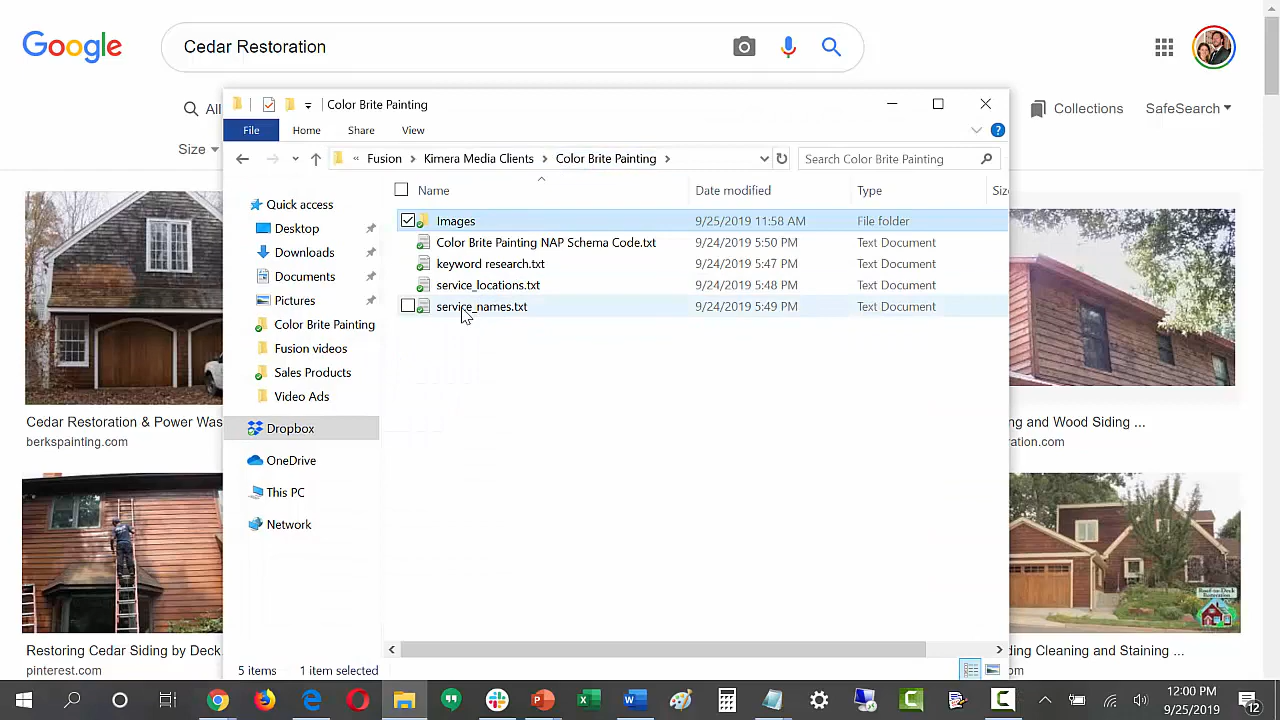 Google
Cedar Restoration
All
Collections
SafeSearch
Size
Color Brite Painting
File
Home
Share
View
« Fusion > Kimera Media Clients > Color Brite Painting >
Search Color Brite Painting
Name
Date modified
Type
Siz
Quick access
Desktop
Downloads
Documents
Pictures
Color Brite Painting
Fusion videos
Sales Products
Video Ads
Dropbox
OneDrive
This PC
Network
Images 9/25/2019 11:58 AM File folder
Color Brite Painting NAP Schema Code.txt 9/24/2019 5:5 PM Text Document
keyword research.txt 9/24/2019 5:47 PM Text Document
service_locations.txt 9/24/2019 5:48 PM Text Document
service_names.txt 9/24/2019 5:49 PM Text Document
5 items
1 item selected
Cedar Restoration & Power Was
berkspainting.com
ng and Wood Siding ...
ration.com
Restoring Cedar Siding by Deck
pinterest.com
Roof-to-Deck
Restoration
ding Cleaning and Staining ...
om
12:00 PM
9/25/2019
12